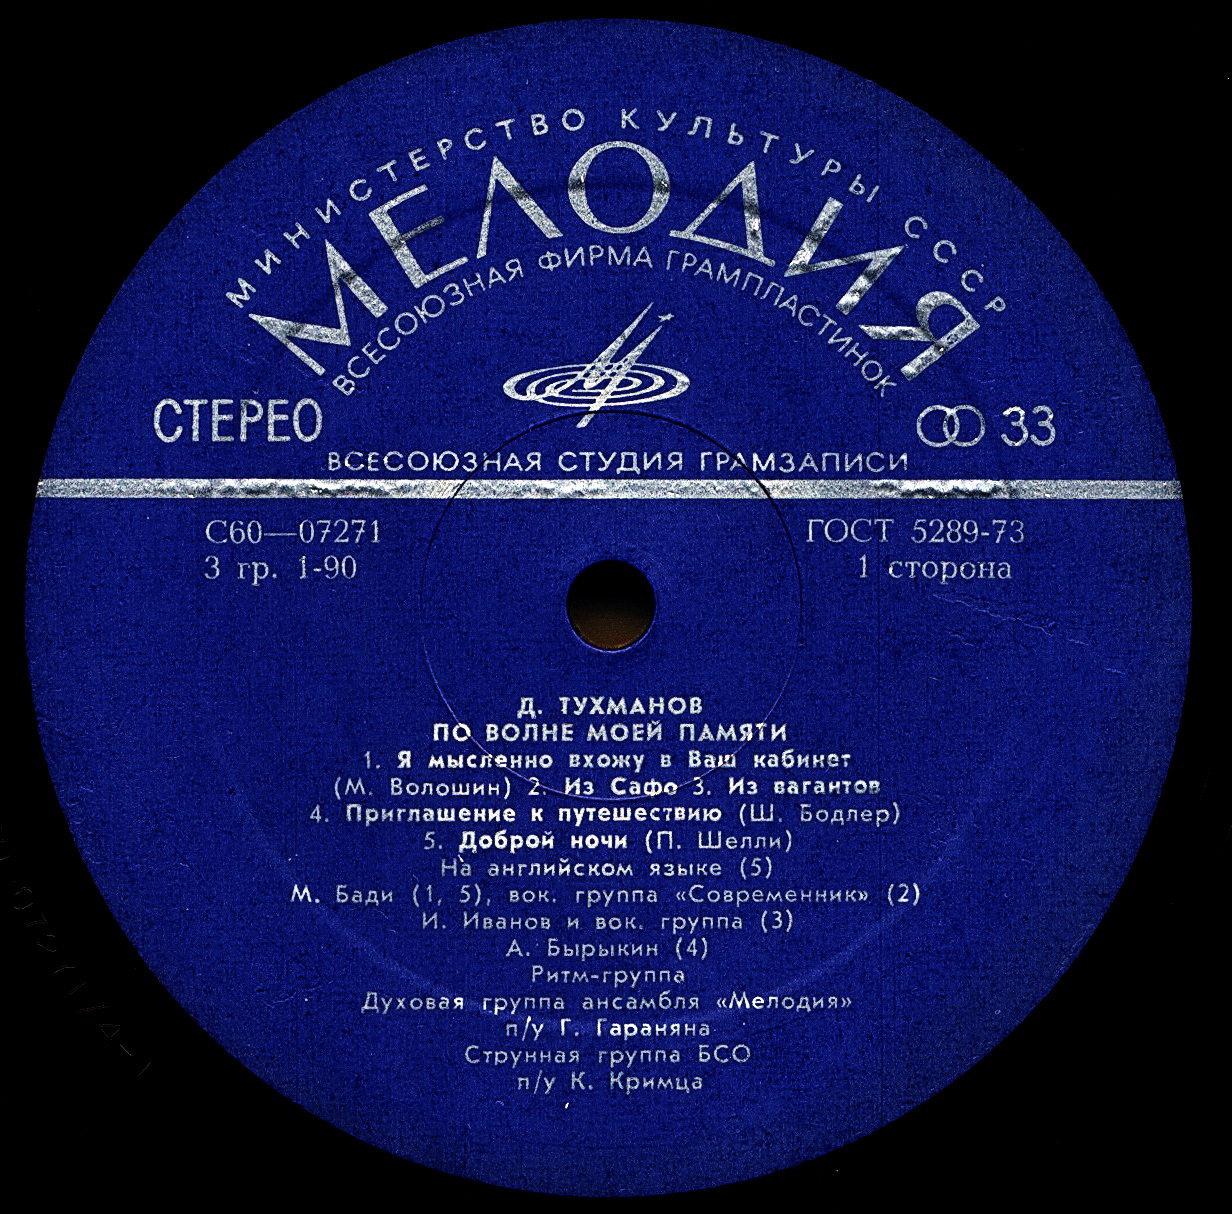 МИНИСТЕРСТВО КУЛЬТУРЫ СССР
МЕЛОДИЯ
ВСЕСОЮЗНАЯ ФИРМА ГРАМПЛАСТИНОК
СТЕРЕО
33
ВСЕСОЮЗНАЯ СТУДИЯ ГРАМЗАПИСИ
С60—07271
ГОСТ 5289-73
3 гр. 1-90
1 сторона
Д. ТУХМАНОВ
ПО ВОЛНЕ МОЕЙ ПАМЯТИ
1. Я мысленно вхожу в Ваш кабинет
(М. Волошин) 2. Из Сафо 3. Из вагантов
4. Приглашение к путешествию (Ш. Бодлер)
5. Доброй ночи (П. Шелли)
На английском языке (5)
М. Бади (1, 5), вок. группа «Современник» (2)
И. Иванов и вок. группа (3)
А. Бырыкин (4)
Ритм-группа
Духовая группа ансамбля «Мелодия»
п/у Г. Гараняна
Струнная группа БСО
п/у К. Кримца